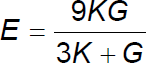 E = 9KG / 3K + G